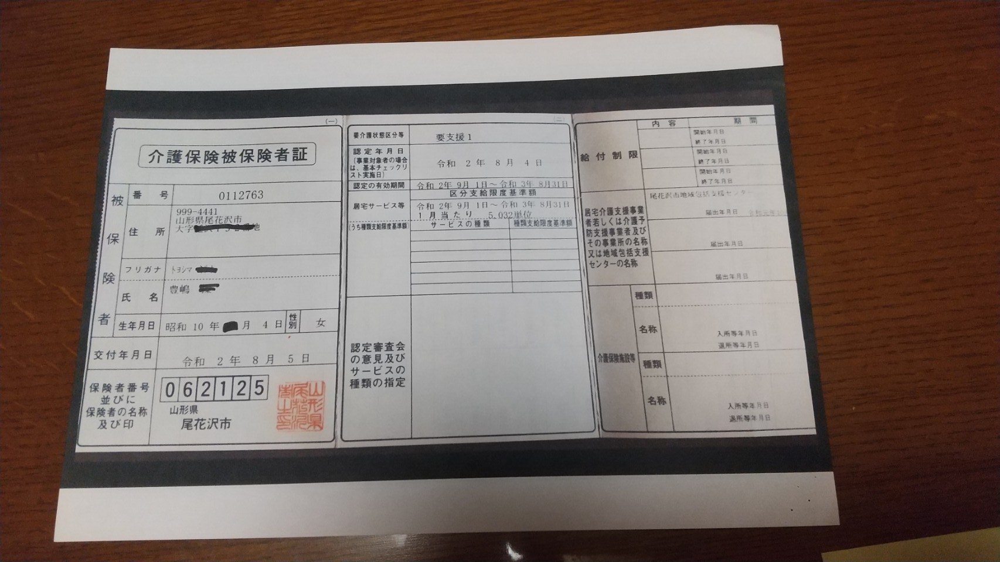 (一)
介護保険被保険者証
被保険者
番号 0112763
住所 999-4441
山形県尾花沢市
大字 地
フリガナ トヨシマ
氏名 豊嶋
生年月日 昭和10年 月 4日 性別 女
交付年月日 令和 2年 8月 5日
保険者番号
並びに
保険者の名称
及び印
062125
山形県
尾花沢市
(二)
要介護状態区分等 要支援1
認定年月日
(事業対象者の場合
は、基本チェックリ
スト実施日)
令和 2年 8月 4日
認定の有効期間 令和 2年 9月 1日~令和 3年 8月31日
区分支給限度基準額
居宅サービス等 令和 2年 9月 1日~令和 3年 8月31日
1月当たり 5,032単位
(うち種類支給限度基準額) サービスの種類 種類支給限度基準額
認定審査会
の意見及び
サービスの
種類の指定
内容 期間
給付制限
開始年月日
終了年月日
開始年月日
終了年月日
開始年月日
終了年月日
居宅介護支援事業
者若しくは介護予
防支援事業者及び
その事業所の名称
又は地域包括支援
センターの名称
尾花沢市地域包括支援センター
届出年月日 令和元年
届出年月日
届出年月日
介護保険施設等
種類
名称
入所等年月日
退所等年月日
種類
名称
入所等年月日
退所等年月日